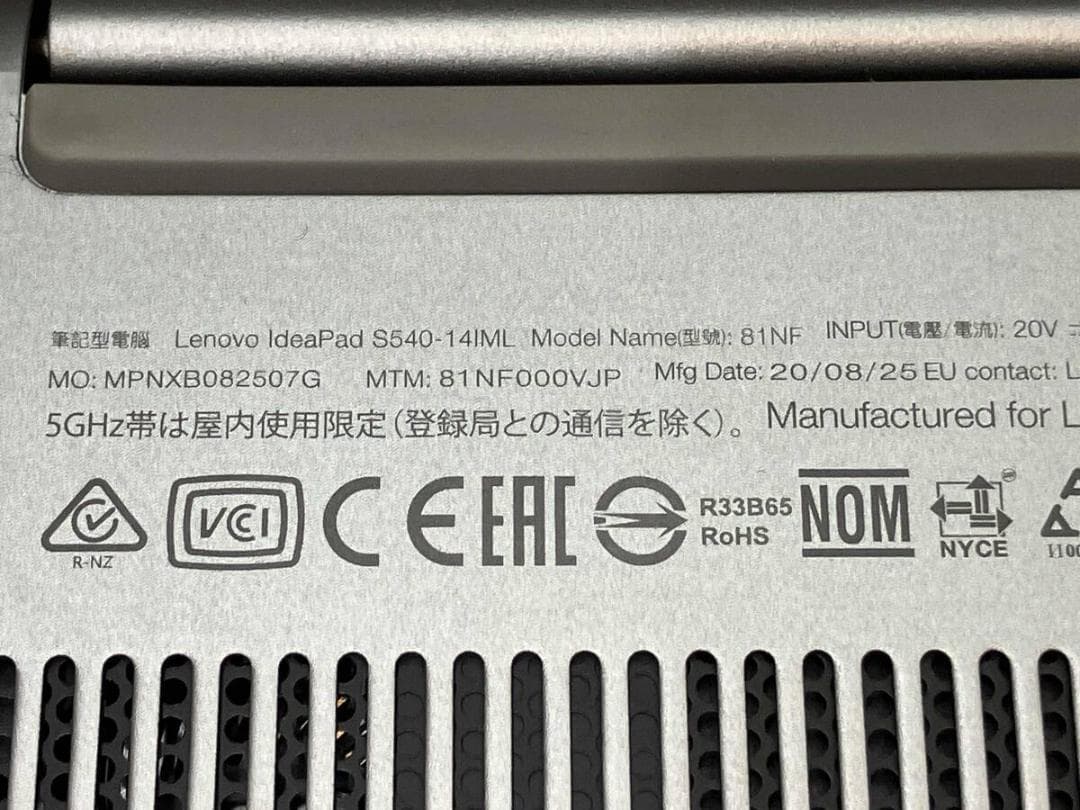 筆記型電腦 Lenovo IdeaPad S540-14IML Model Name(型號): 81NF INPUT(電壓/電流): 20V
MO: MPNXB082507G MTM: 81NF000VJP Mfg Date: 20/08/25 EU contact: L
5GHz帯は屋内使用限定(登録局との通信を除く)。 Manufactured for L
R-NZ VCCI CE EAC R33B65 RoHS NOM NYCE